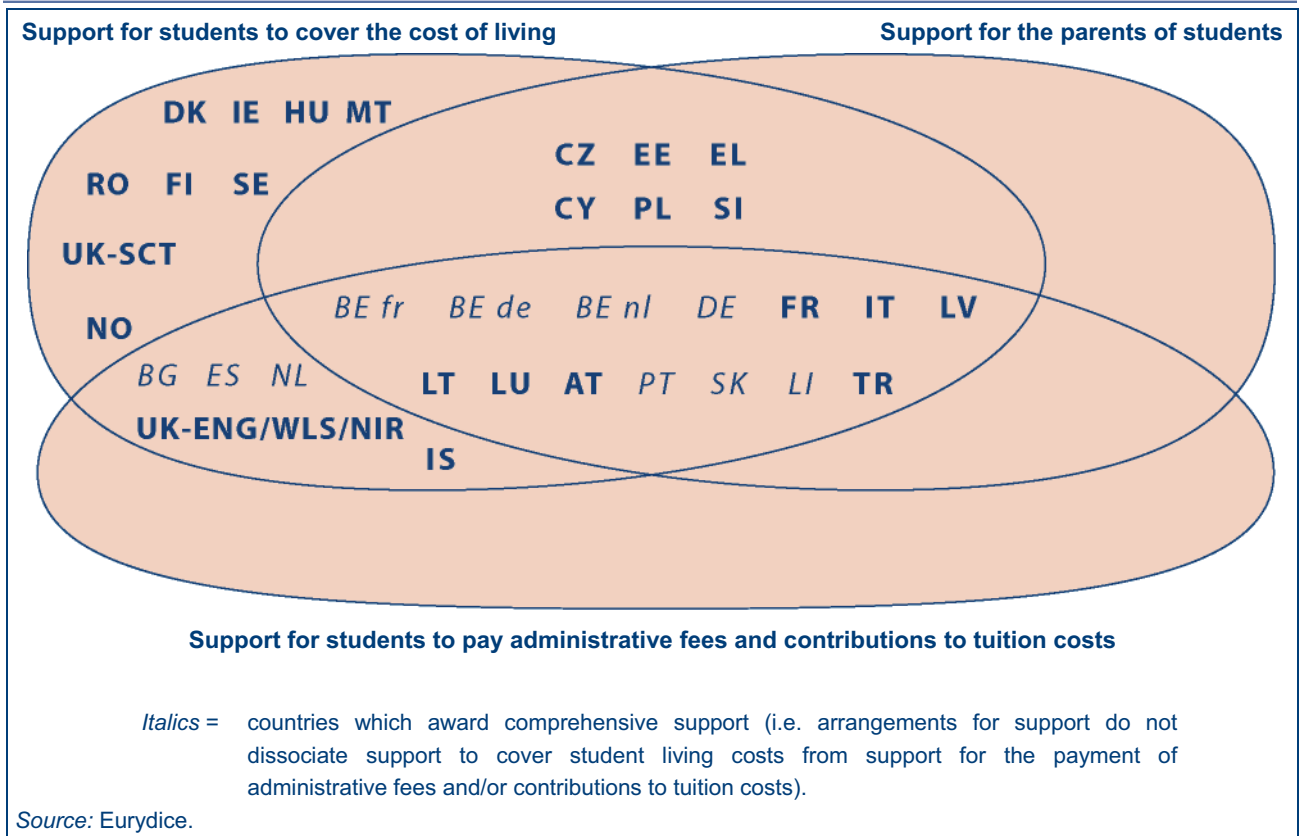 Support for students to cover the cost of living
Support for the parents of students
DK IE HU MT
CZ EE EL
RO FI SE
CY PL SI
UK-SCT
BE fr BE de BE nl DE FR IT LV
NO
BG ES NL
LT LU AT PT SK LI TR
UK-ENG/WLS/NIR
IS
Support for students to pay administrative fees and contributions to tuition costs
Italics = countries which award comprehensive support (i.e. arrangements for support do not
dissociate support to cover student living costs from support for the payment of
administrative fees and/or contributions to tuition costs).
Source: Eurydice.